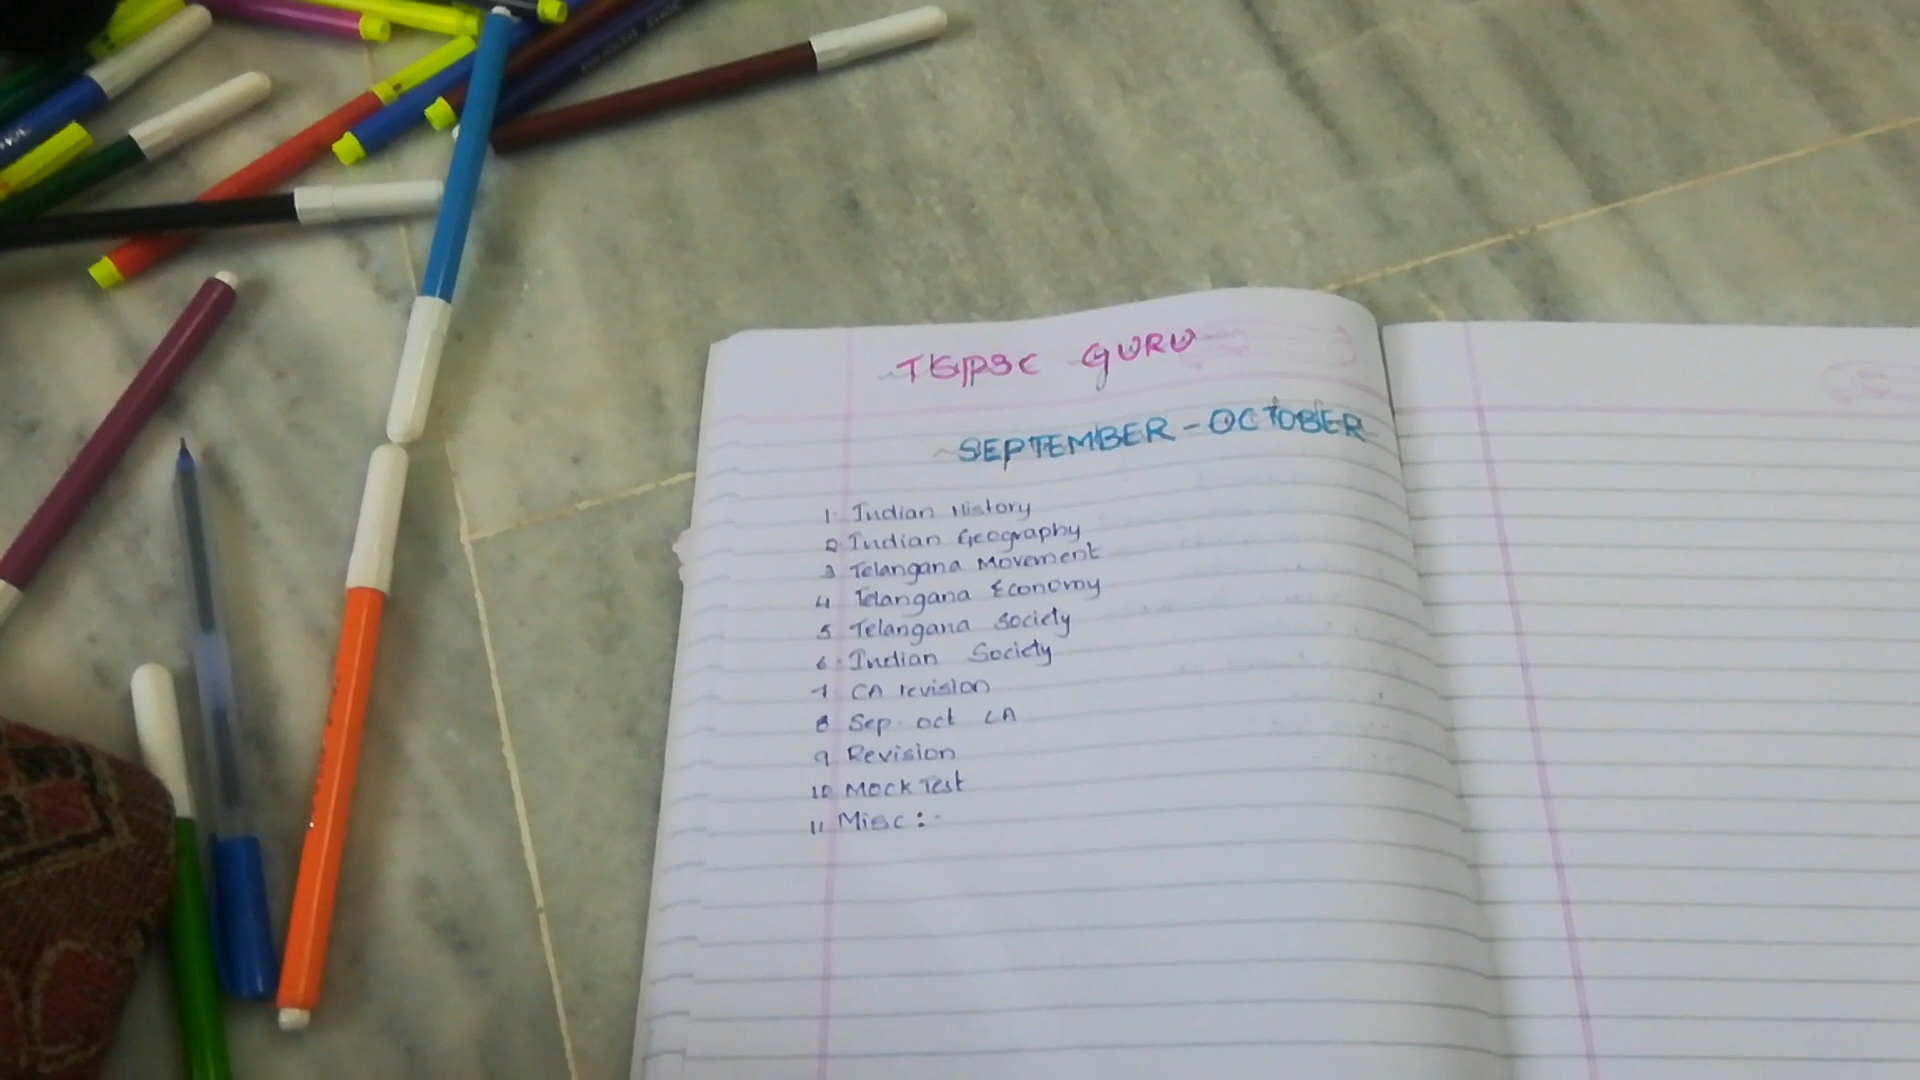 TGPSC GURU
SEPTEMBER - OCTOBER
1. Indian History
2 Indian Geography
3 Telangana Movement
4 Telangana Economy
5 Telangana Society
6. Indian Society
7. CA revision
8 Sep. oct CA
9 Revision
10 Mock Test
11 Misc :-